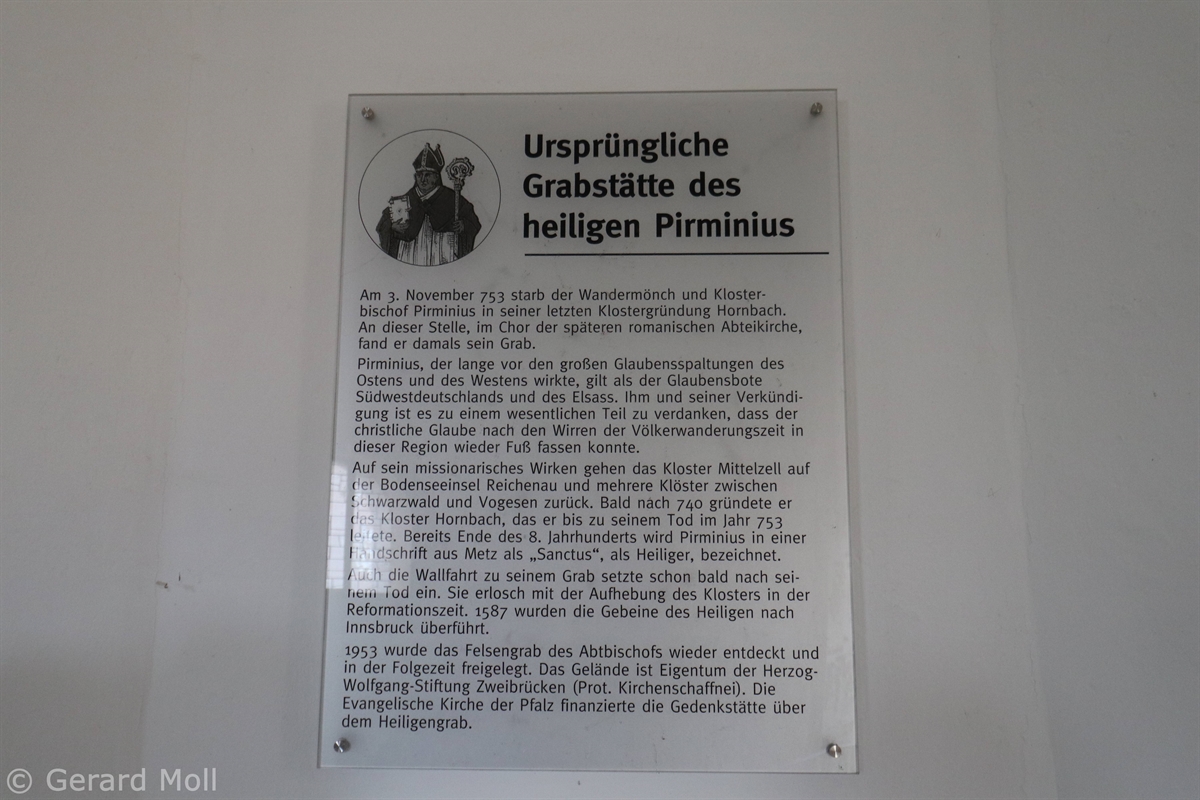 Ursprüngliche
Grabstätte des
heiligen Pirminius
Am 3. November 753 starb der Wandermönch und Kloster-
bischof Pirminius in seiner letzten Klostergründung Hornbach.
An dieser Stelle, im Chor der späteren romanischen Abteikirche,
fand er damals sein Grab.
Pirminius, der lange vor den großen Glaubensspaltungen des
Ostens und des Westens wirkte, gilt als der Glaubensbote
Südwestdeutschlands und des Elsass. Ihm und seiner Verkündi-
gung ist es zu einem wesentlichen Teil zu verdanken, dass der
christliche Glaube nach den Wirren der Völkerwanderungszeit in
dieser Region wieder Fuß fassen konnte.
Auf sein missionarisches Wirken gehen das Kloster Mittelzell auf
der Bodenseeinsel Reichenau und mehrere Klöster zwischen
Schwarzwald und Vogesen zurück. Bald nach 740 gründete er
das Kloster Hornbach, das er bis zu seinem Tod im Jahr 753
leitete. Bereits Ende des 8. Jahrhunderts wird Pirminius in einer
Handschrift aus Metz als „Sanctus“, als Heiliger, bezeichnet.
Auch die Wallfahrt zu seinem Grab setzte schon bald nach sei-
nem Tod ein. Sie erlosch mit der Aufhebung des Klosters in der
Reformationszeit. 1587 wurden die Gebeine des Heiligen nach
Innsbruck überführt.
1953 wurde das Felsengrab des Abtbischofs wieder entdeckt und
in der Folgezeit freigelegt. Das Gelände ist Eigentum der Herzog-
Wolfgang-Stiftung Zweibrücken (Prot. Kirchenschaffnei). Die
Evangelische Kirche der Pfalz finanzierte die Gedenkstätte über
dem Heiligengrab.
© Gerard Moll